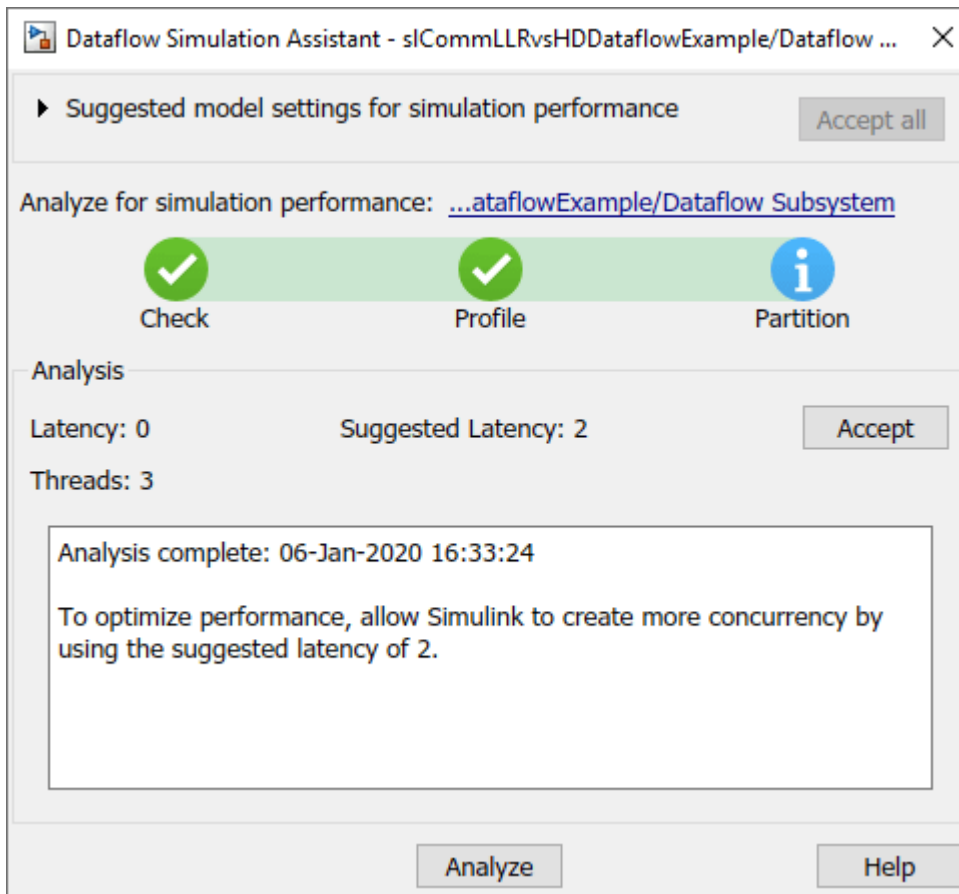 Dataflow Simulation Assistant - slCommLLRvsHDDataflowExample/Dataflow ...
Suggested model settings for simulation performance
Accept all
Analyze for simulation performance: ...ataflowExample/Dataflow Subsystem
Check Profile Partition
Analysis
Latency: 0 Suggested Latency: 2 Accept
Threads: 3
Analysis complete: 06-Jan-2020 16:33:24
To optimize performance, allow Simulink to create more concurrency by
using the suggested latency of 2.
Analyze Help